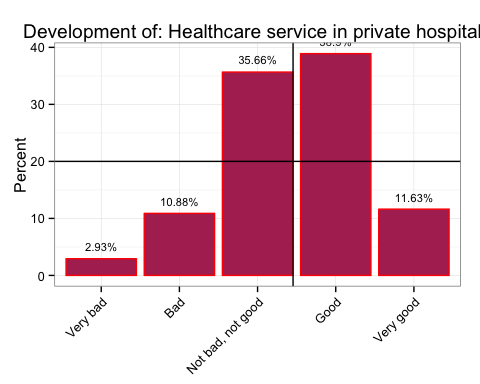 Development of: Healthcare service in private hospital
Percent
40
30
20
10
0
2.93%
10.88%
35.66%
38.9%
11.63%
Very bad
Bad
Not bad, not good
Good
Very good